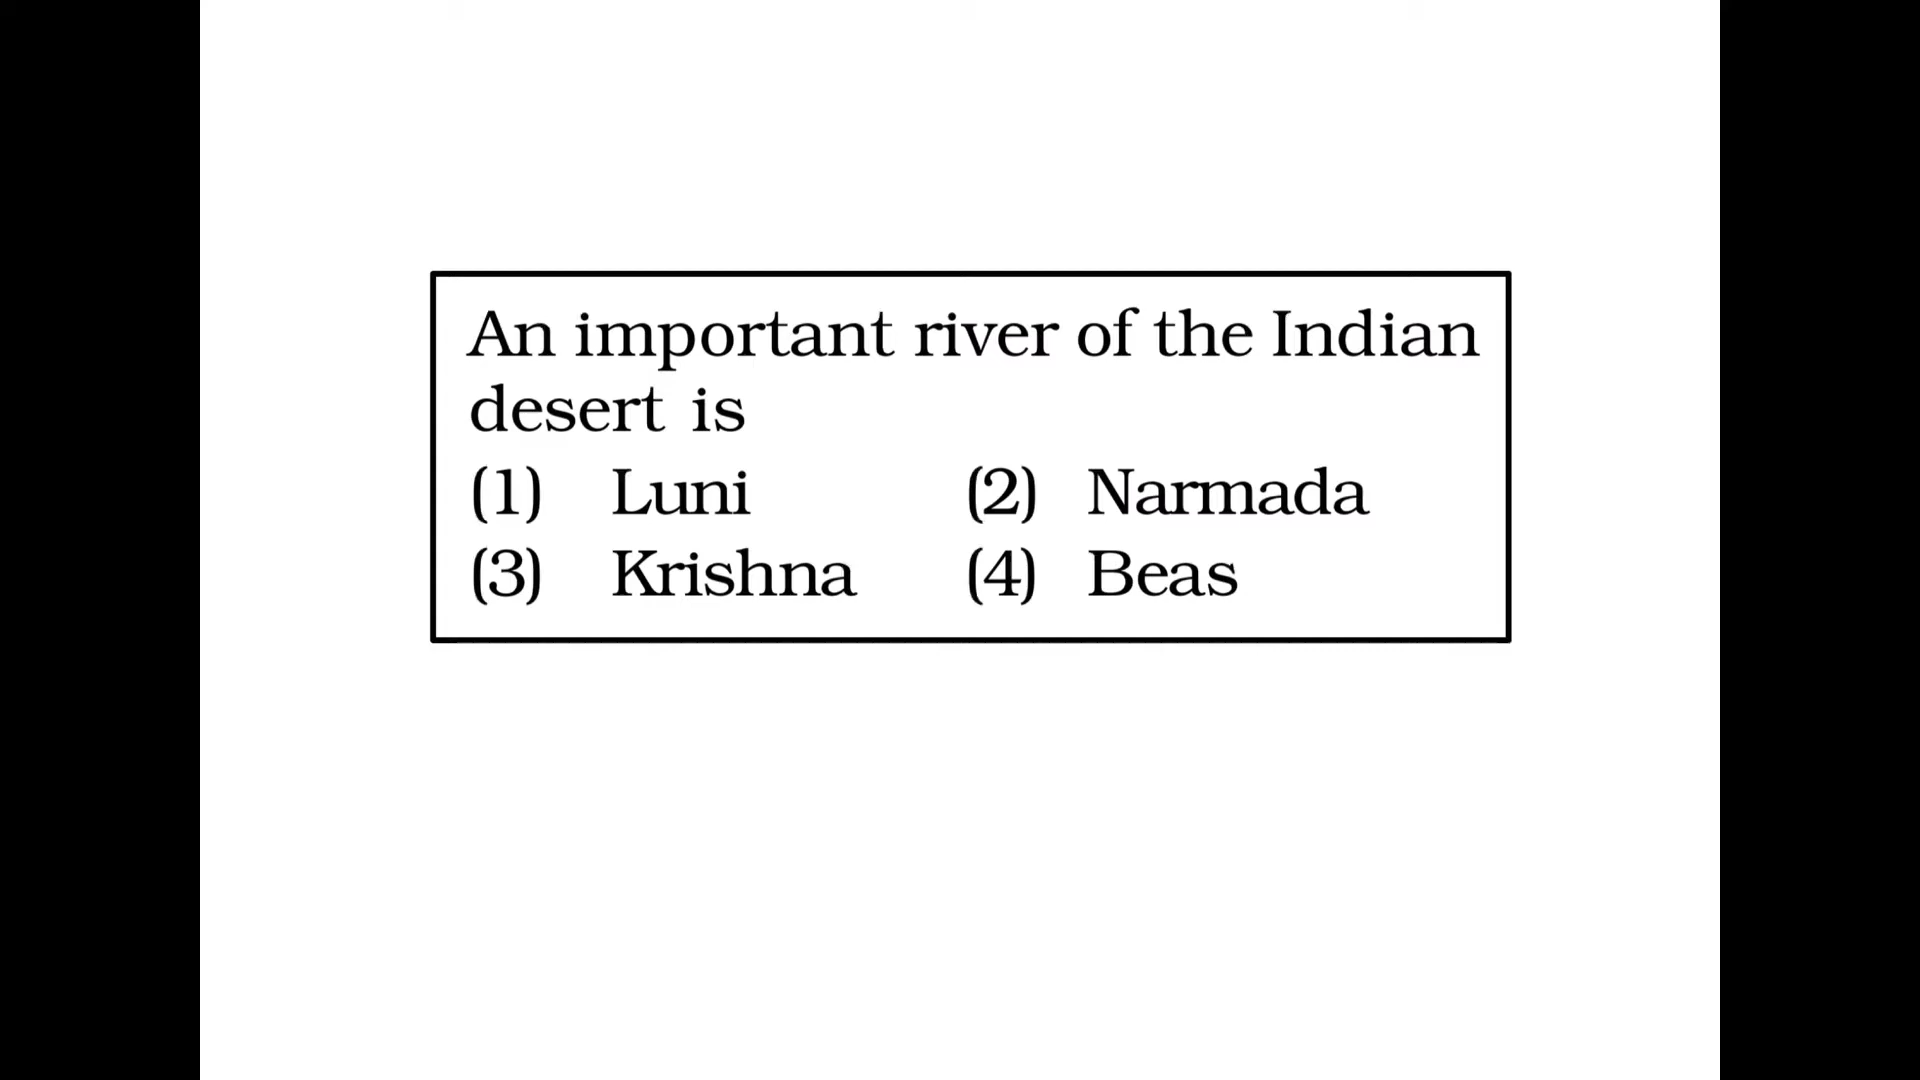 An important river of the Indian
desert is
(1) Luni (2) Narmada
(3) Krishna (4) Beas